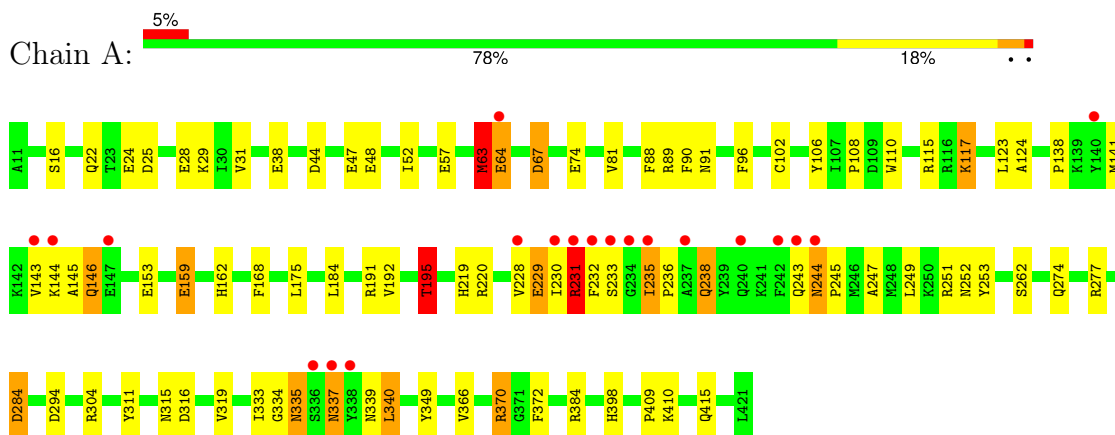 5%
Chain A:
78% 18% . .
A11 S16 Q22 T23 E24 D25 E28 K29 I30 V31 E38 D44 E47 E48 I52 E57 M63 E64 D67 E74 V81 F88 R89 F90 N91 F96 C102 Y106 I107 P108 D109 W110 R115 R116 K117 L123 A124 P138 K139 Y140 M141
K142 V143 K144 A145 Q146 E147 E153 E159 H162 F168 L175 L184 R191 V192 T195 H219 R220 V228 E229 I230 R231 F232 S233 G234 I235 P236 A237 Q238 Y239 Q240 K241 F242 Q243 N244 P245 M246 A247 M248 L249 K250 R251 N252 Y253 S262 Q274 R277
D284 D294 R304 Y311 N315 D316 V319 I333 G334 N335 S336 N337 Y338 N339 L340 Y349 V366 R370 G371 F372 R384 H398 P409 K410 Q415 L421